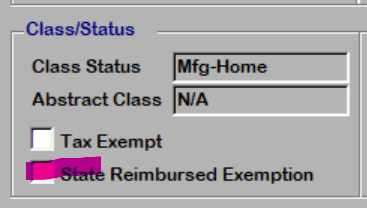 Class/Status
Class Status Mfg-Home
Abstract Class N/A
Tax Exempt
State Reimbursed Exemption